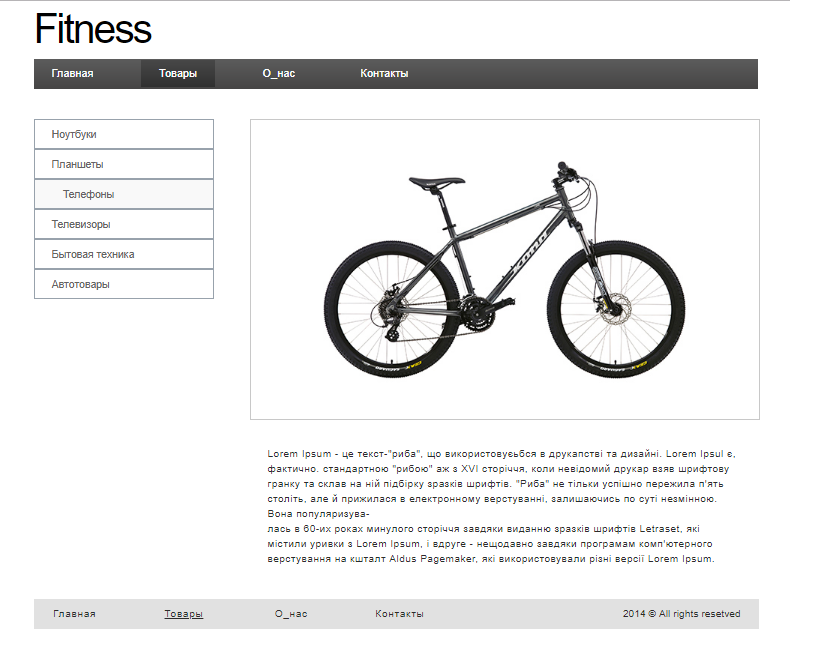 Fitness
Главная Товары О_нас Контакты
Ноутбуки
Планшеты
Телефоны
Телевизоры
Бытовая техника
Автотовары
KONA
Lorem Ipsum - це текст-"риба", що використовуєьбся в друкапстві та дизайні. Lorem Ipsul є,
фактично. стандартною "рибою" аж з XVI сторіччя, коли невідомий друкар взяв шрифтову
гранку та склав на ній підбірку sразків шрифтів. "Риба" не тільки успішно пережила п'ять
століть, але й прижилася в електронному верстуванні, залишаючись по суті незмінною.
Вона популяризува-
лась в 60-их роках минулого сторіччя завдяки виданню sразків шрифтів Letraset, які
містили уривки з Lorem Ipsum, і вдруге - нещодавно завдяки програмам комп'ютерного
верстування на кшталт Aldus Pagemaker, які використовували різні версії Lorem Ipsum.
Главная Товары О_нас Контакты 2014 © All rights resetved